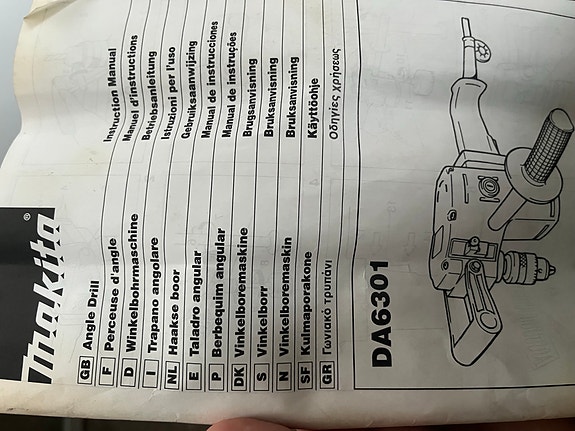 makita®
GB Angle Drill Instruction Manual
F Perceuse d'angle Manuel d'instructions
D Winkelbohrmaschine Betriebsanleitung
I Trapano angolare Istruzioni per l'uso
NL Haakse boor Gebruiksaanwijzing
E Taladro angular Manual de instrucciones
P Berbequim angular Manual de instruções
DK Vinkelboremaskine Brugsanvisning
S Vinkelborr Bruksanvisning
N Vinkelboremaskin Bruksanvisning
SF Kulmaporakone Käyttöohje
GR Γωνιακό τρυπάνι Οδηγίες χρήσεως
DA6301